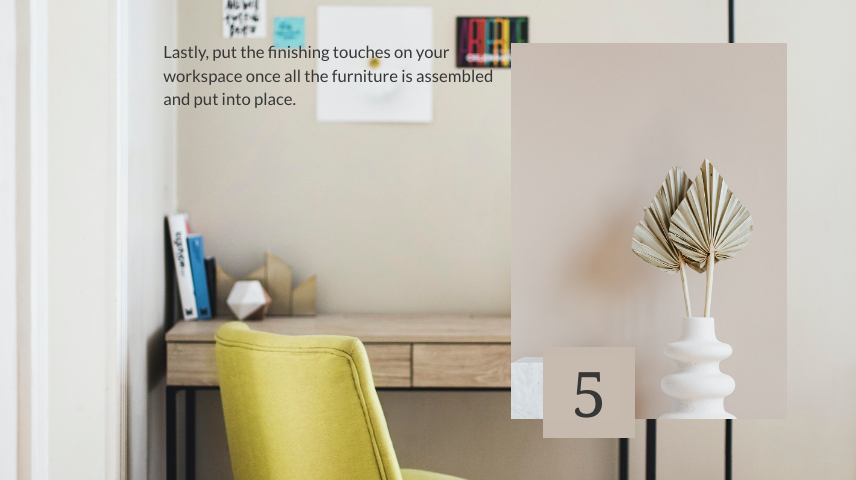 Lastly, put the finishing touches on your
workspace once all the furniture is assembled
and put into place.
5